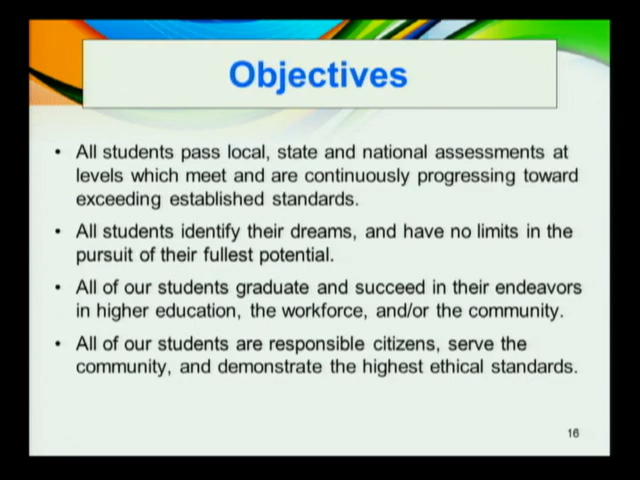 Objectives
• All students pass local, state and national assessments at
levels which meet and are continuously progressing toward
exceeding established standards.
• All students identify their dreams, and have no limits in the
pursuit of their fullest potential.
• All of our students graduate and succeed in their endeavors
in higher education, the workforce, and/or the community.
• All of our students are responsible citizens, serve the
community, and demonstrate the highest ethical standards.
16